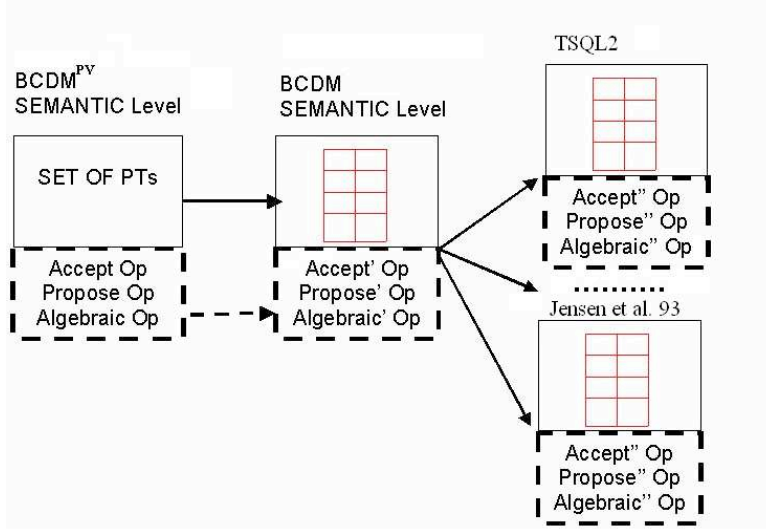 BCDM^PV
SEMANTIC Level
SET OF PTs
Accept Op
Propose Op
Algebraic Op
BCDM
SEMANTIC Level
Accept' Op
Propose' Op
Algebraic' Op
TSQL2
Accept" Op
Propose" Op
Algebraic" Op
Jensen et al. 93
Accept" Op
Propose" Op
Algebraic" Op